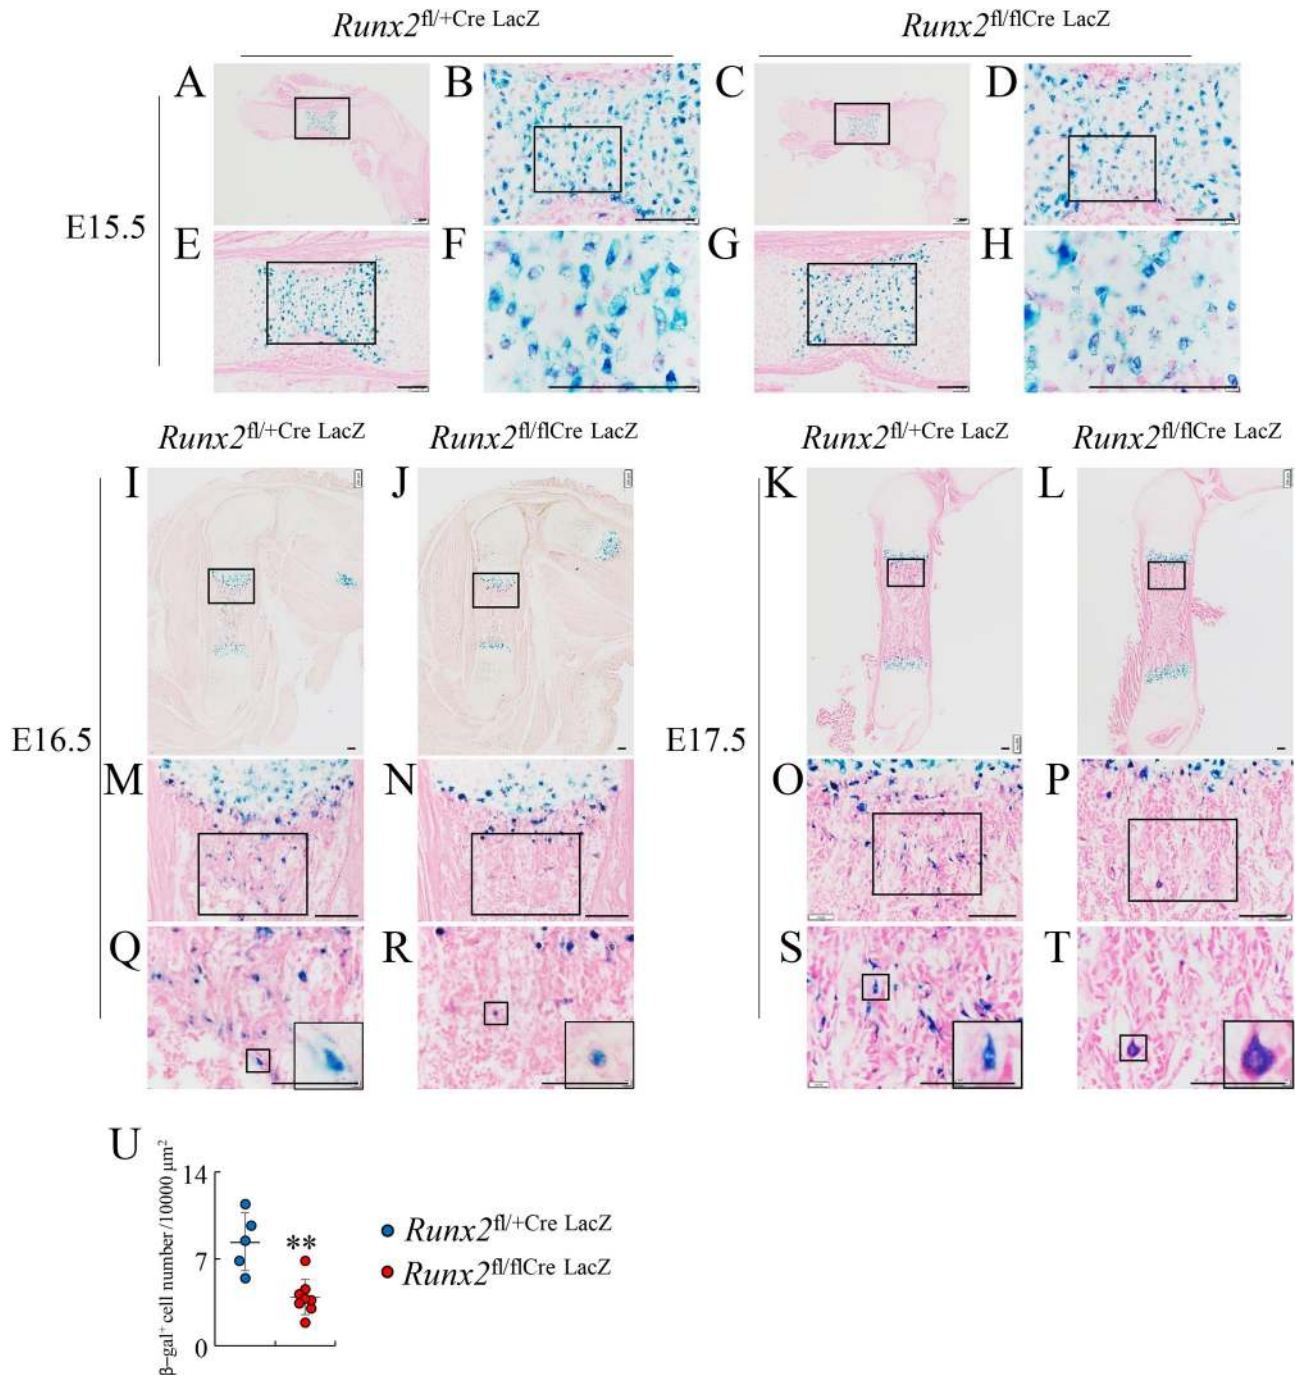 Runx2fl/+Cre LacZ Runx2fl/flCre LacZ
A B C D
E15.5
E F G H
Runx2fl/+Cre LacZ Runx2fl/flCre LacZ Runx2fl/+Cre LacZ Runx2fl/flCre LacZ
I J K L
E16.5 E17.5
M N O P
Q R S T
U
β−gal+ cell number/10000 μm2
14
7
0
**
Runx2fl/+Cre LacZ
Runx2fl/flCre LacZ